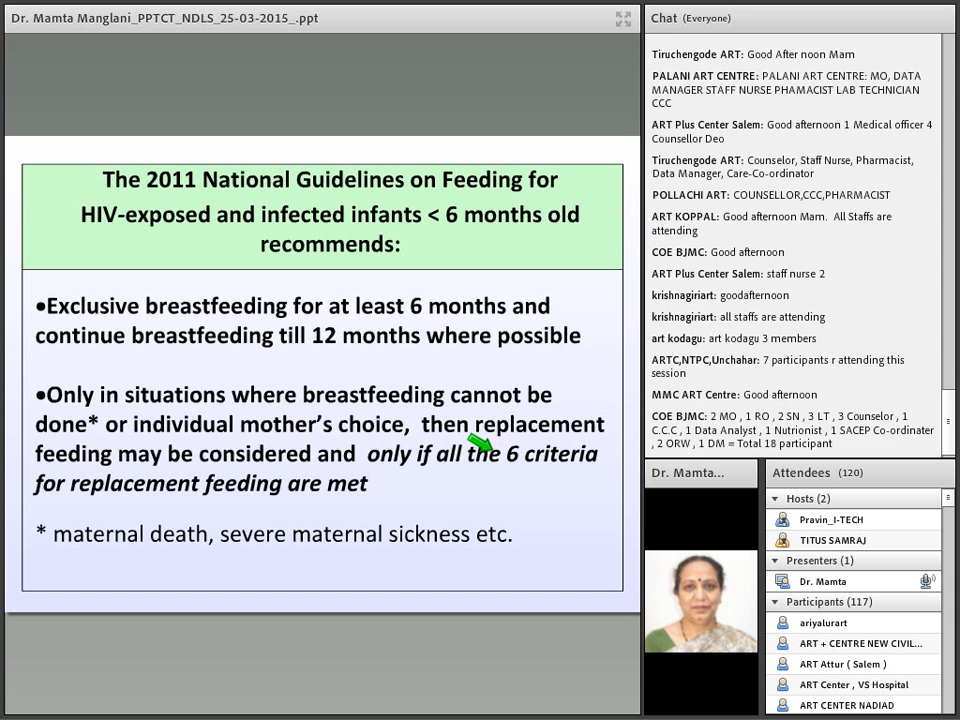 Dr. Mamta Manglani_PPTCT_NDLS_25-03-2015_.ppt
The 2011 National Guidelines on Feeding for
HIV-exposed and infected infants < 6 months old
recommends:
•Exclusive breastfeeding for at least 6 months and
continue breastfeeding till 12 months where possible
•Only in situations where breastfeeding cannot be
done* or individual mother's choice, then replacement
feeding may be considered and only if all the 6 criteria
for replacement feeding are met
* maternal death, severe maternal sickness etc.
Chat (Everyone)
Tiruchengode ART: Good After noon Mam
PALANI ART CENTRE: PALANI ART CENTRE: MO, DATA
MANAGER STAFF NURSE PHAMACIST LAB TECHNICIAN
CCC
ART Plus Center Salem: Good afternoon 1 Medical officer 4
Counsellor Deo
Tiruchengode ART: Counselor, Staff Nurse, Pharmacist,
Data Manager, Care-Co-ordinator
POLLACHI ART: COUNSELLOR,CCC,PHARMACIST
ART KOPPAL: Good afternoon Mam. All Staffs are
attending
COE BJMC: Good afternoon
ART Plus Center Salem: staff nurse 2
krishnagiriart: goodafternoon
krishnagiriart: all staffs are attending
art kodagu: art kodagu 3 members
ARTC,NTPC,Unchahar: 7 participants r attending this
session
MMC ART Centre: Good afternoon
COE BJMC: 2 MO , 1 RO , 2 SN , 3 LT , 3 Counselor , 1
C.C.C , 1 Data Analyst , 1 Nutrionist , 1 SACEP Co-ordinater
, 2 ORW , 1 DM = Total 18 participant
Dr. Mamta...
Attendees (120)
Hosts (2)
Pravin_I-TECH
TITUS SAMRAJ
Presenters (1)
Dr. Mamta
Participants (117)
ariyalurart
ART + CENTRE NEW CIVIL...
ART Attur ( Salem )
ART Center , VS Hospital
ART CENTER NADIAD